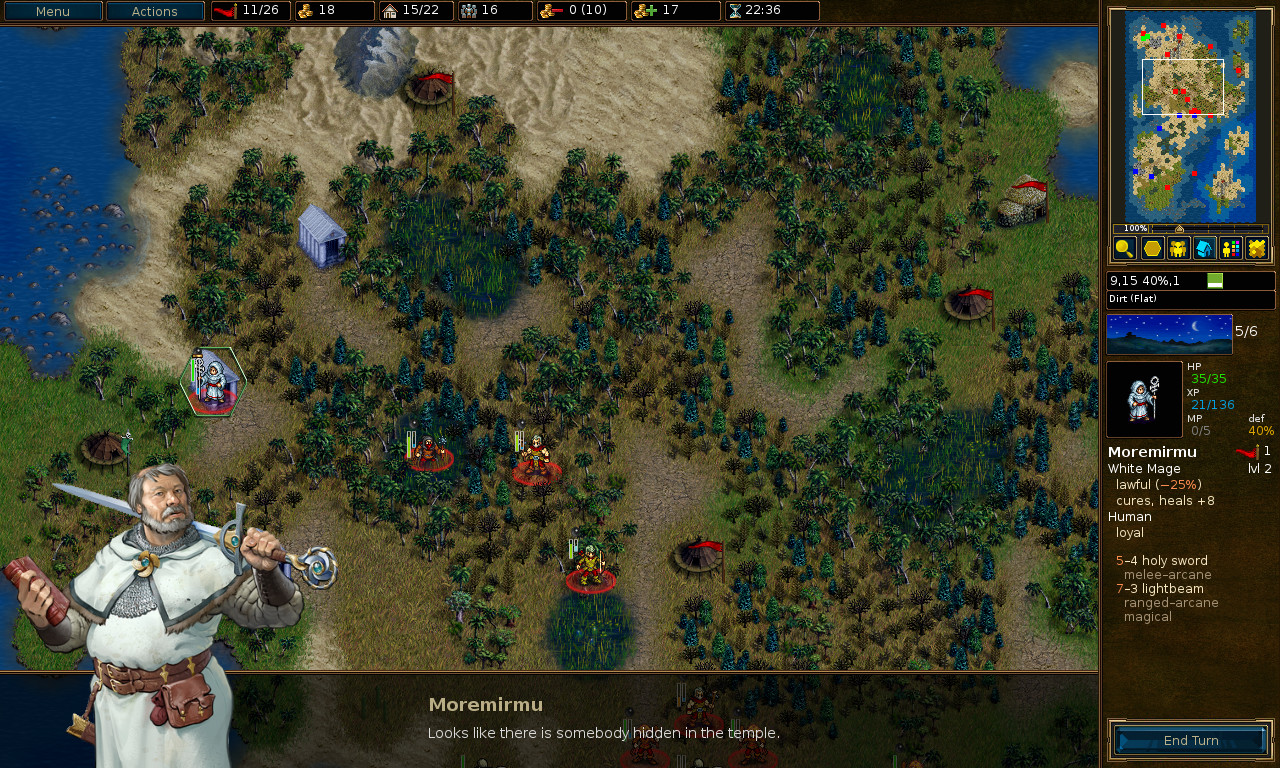 Menu
Actions
11/26
18
15/22
16
0 (10)
17
22:36
100%
9,15 40%,1
Dirt (Flat)
5/6
HP
35/35
XP
21/136
MP
0/5
def
40%
Moremirmu
1
White Mage
lvl 2
lawful (−25%)
cures, heals +8
Human
loyal
5–4 holy sword
melee–arcane
7–3 lightbeam
ranged–arcane
magical
Moremirmu
Looks like there is somebody hidden in the temple.
End Turn